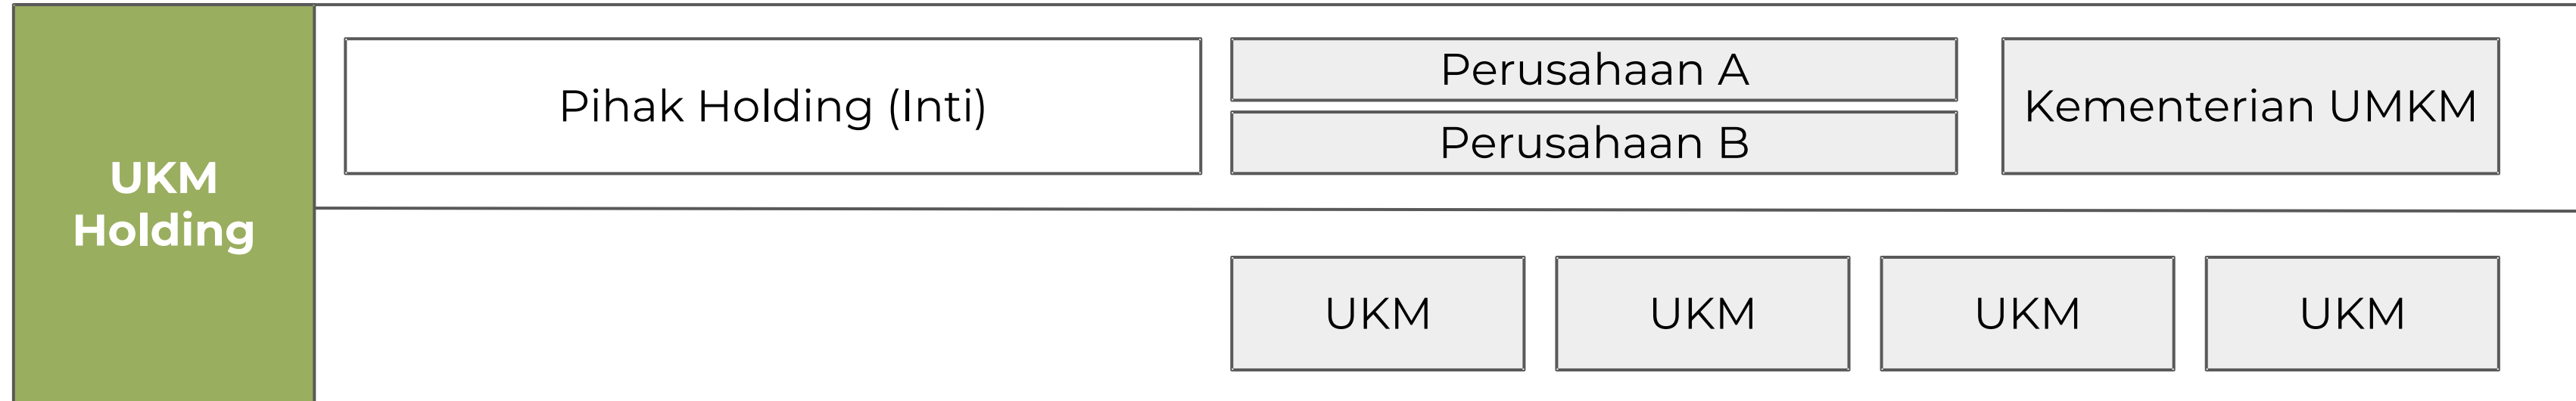 UKM
Holding
Pihak Holding (Inti)
Perusahaan A
Perusahaan B
Kementerian UMKM
UKM
UKM
UKM
UKM